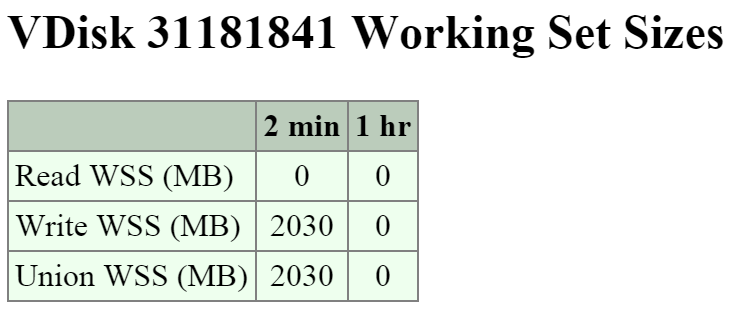 VDisk 31181841 Working Set Sizes
2 min 1 hr
Read WSS (MB) 0 0
Write WSS (MB) 2030 0
Union WSS (MB) 2030 0